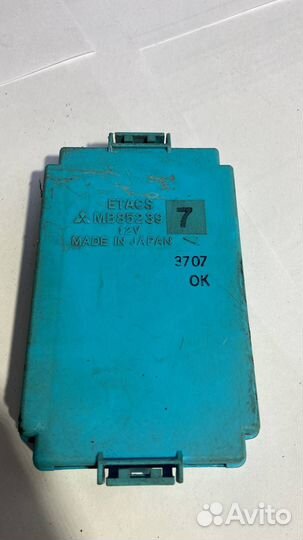 ETACS
MB85239
7
12V
MADE IN JAPAN
3707
OK
Avito